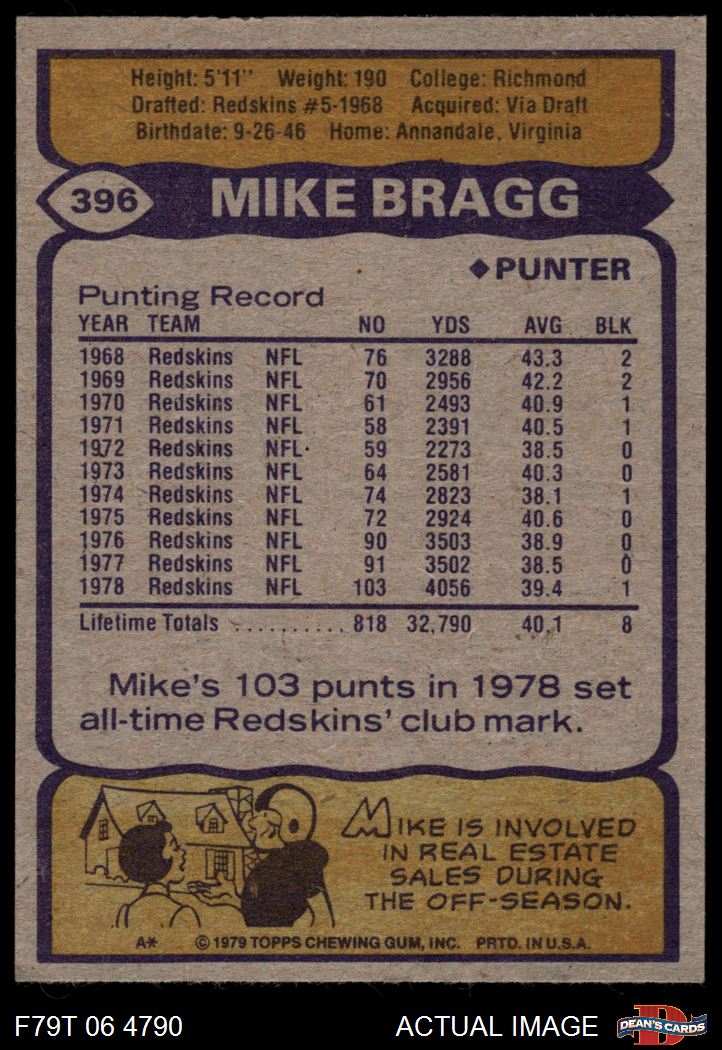 Height: 5'11" Weight: 190 College: Richmond
Drafted: Redskins #5-1968 Acquired: Via Draft
Birthdate: 9-26-46 Home: Annandale, Virginia
396 MIKE BRAGG
◆PUNTER
Punting Record
YEAR TEAM NO YDS AVG BLK
1968 Redskins NFL 76 3288 43.3 2
1969 Redskins NFL 70 2956 42.2 2
1970 Redskins NFL 61 2493 40.9 1
1971 Redskins NFL 58 2391 40.5 1
1972 Redskins NFL 59 2273 38.5 0
1973 Redskins NFL 64 2581 40.3 0
1974 Redskins NFL 74 2823 38.1 1
1975 Redskins NFL 72 2924 40.6 0
1976 Redskins NFL 90 3503 38.9 0
1977 Redskins NFL 91 3502 38.5 0
1978 Redskins NFL 103 4056 39.4 1
Lifetime Totals .......... 818 32,790 40.1 8
Mike's 103 punts in 1978 set
all-time Redskins' club mark.
MIKE IS INVOLVED
IN REAL ESTATE
SALES DURING
THE OFF-SEASON.
A* © 1979 TOPPS CHEWING GUM, INC. PRTD. IN U.S.A.
F79T 06 4790 ACTUAL IMAGE D DEAN'S CARDS